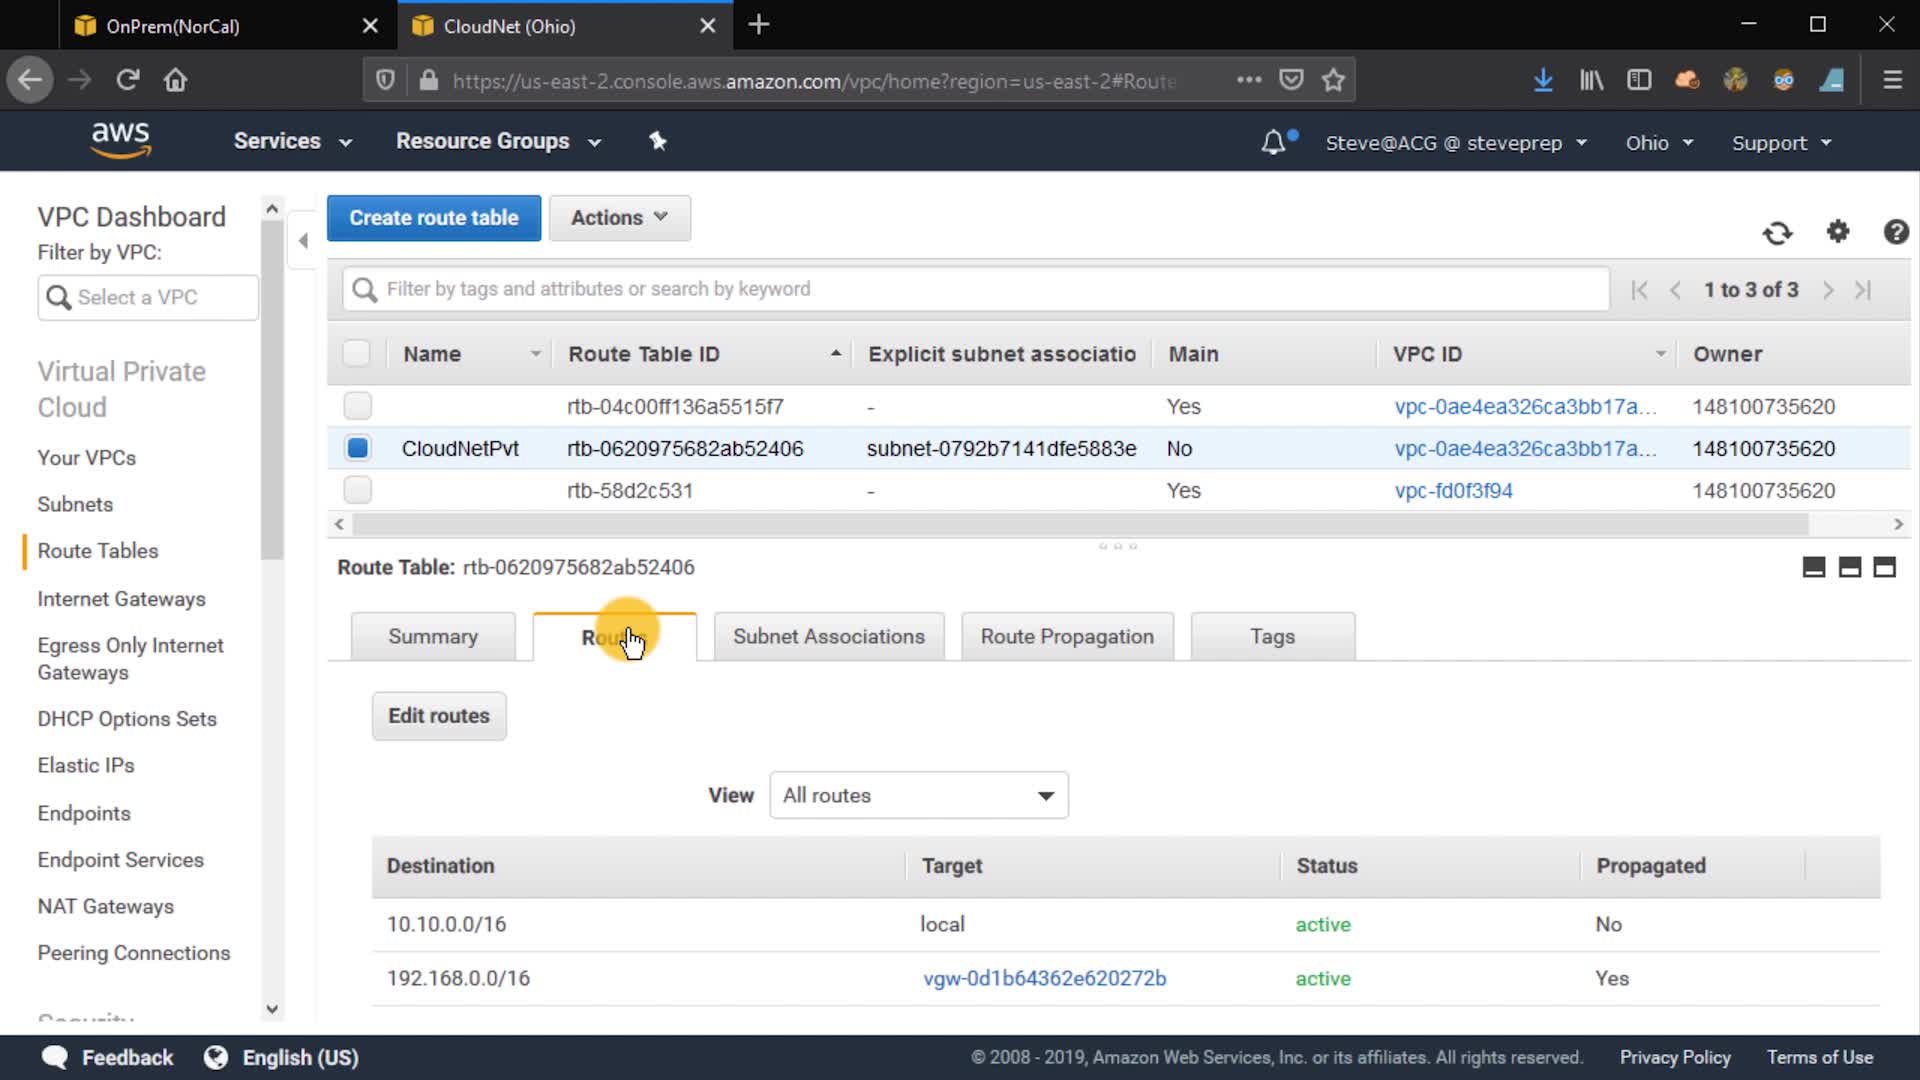 OnPrem(NorCal)
CloudNet (Ohio)
https://us-east-2.console.aws.amazon.com/vpc/home?region=us-east-2#Route
aws
Services
Resource Groups
Steve@ACG @ steveprep
Ohio
Support
VPC Dashboard
Filter by VPC:
Select a VPC
Virtual Private
Cloud
Your VPCs
Subnets
Route Tables
Internet Gateways
Egress Only Internet
Gateways
DHCP Options Sets
Elastic IPs
Endpoints
Endpoint Services
NAT Gateways
Peering Connections
Create route table
Actions
Filter by tags and attributes or search by keyword
1 to 3 of 3
Name Route Table ID Explicit subnet associatio Main VPC ID Owner
rtb-04c00ff136a5515f7 - Yes vpc-0ae4ea326ca3bb17a... 148100735620
CloudNetPvt rtb-0620975682ab52406 subnet-0792b7141dfe5883e No vpc-0ae4ea326ca3bb17a... 148100735620
rtb-58d2c531 - Yes vpc-fd0f3f94 148100735620
Route Table: rtb-0620975682ab52406
Summary
Subnet Associations
Route Propagation
Tags
Edit routes
View All routes
Destination Target Status Propagated
10.10.0.0/16 local active No
192.168.0.0/16 vgw-0d1b64362e620272b active Yes
Feedback
English (US)
© 2008 - 2019, Amazon Web Services, Inc. or its affiliates. All rights reserved.
Privacy Policy
Terms of Use